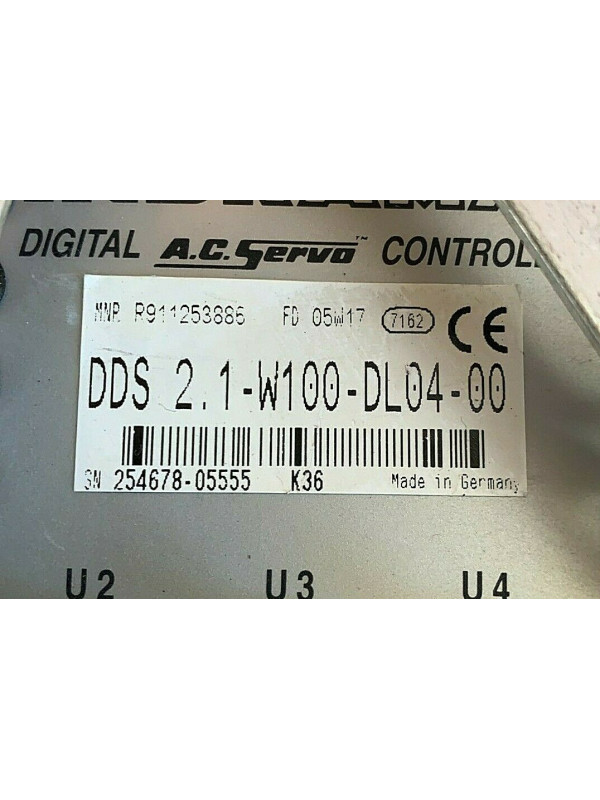 DIGITAL A.C. Servo™ CONTROLL
MNR R911253886 FD 05W17 7162 CE
DDS 2.1-W100-DL04-00
SN 254678-05555 K36 Made in Germany
U2 U3 U4